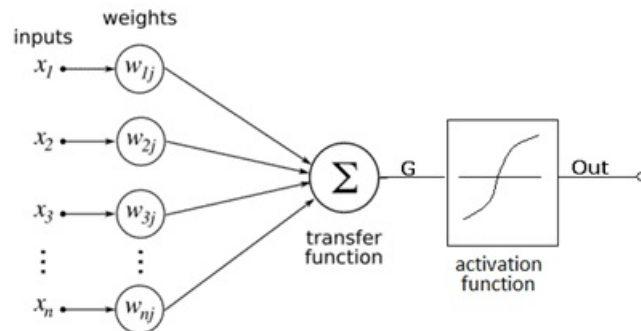 weights
inputs
x1 w1j
x2 w2j
x3 w3j
⋮ ⋮
xn wnj
Σ
G
Out
transfer
function
activation
function